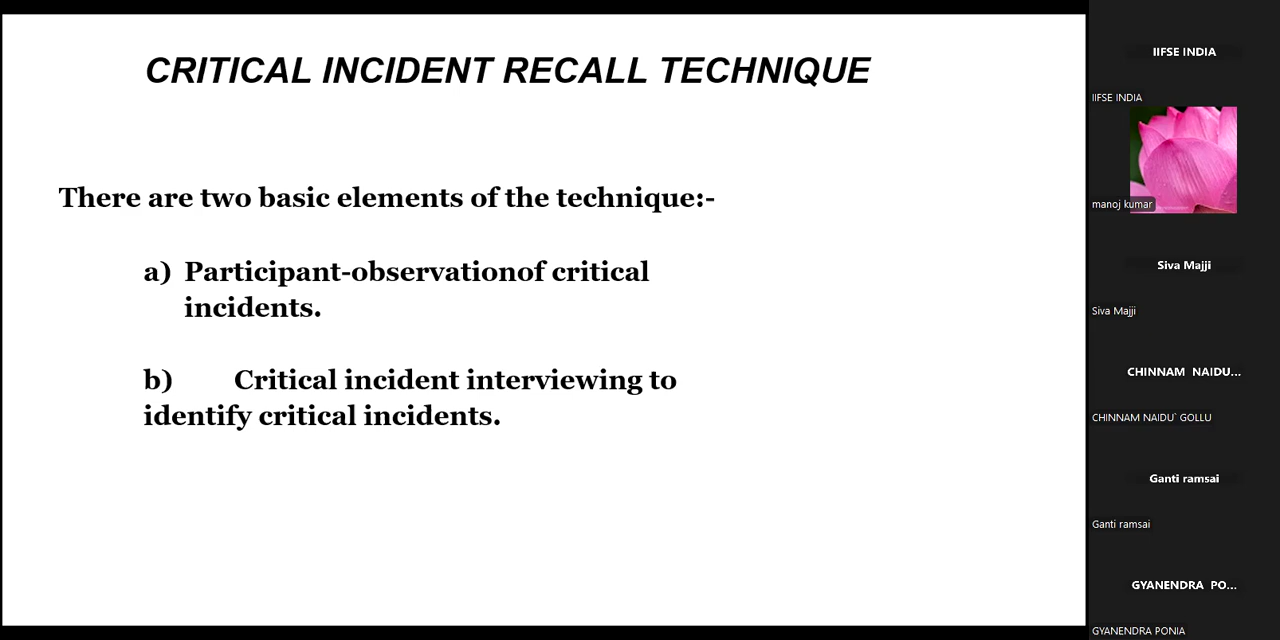 CRITICAL INCIDENT RECALL TECHNIQUE
There are two basic elements of the technique:-
a) Participant-observationof critical
incidents.
b) Critical incident interviewing to
identify critical incidents.
IIFSE INDIA
IIFSE INDIA
manoj kumar
Siva Majji
Siva Majji
CHINNAM NAIDU...
CHINNAM NAIDU` GOLLU
Ganti ramsai
Ganti ramsai
GYANENDRA PO...
GYANENDRA PONIA